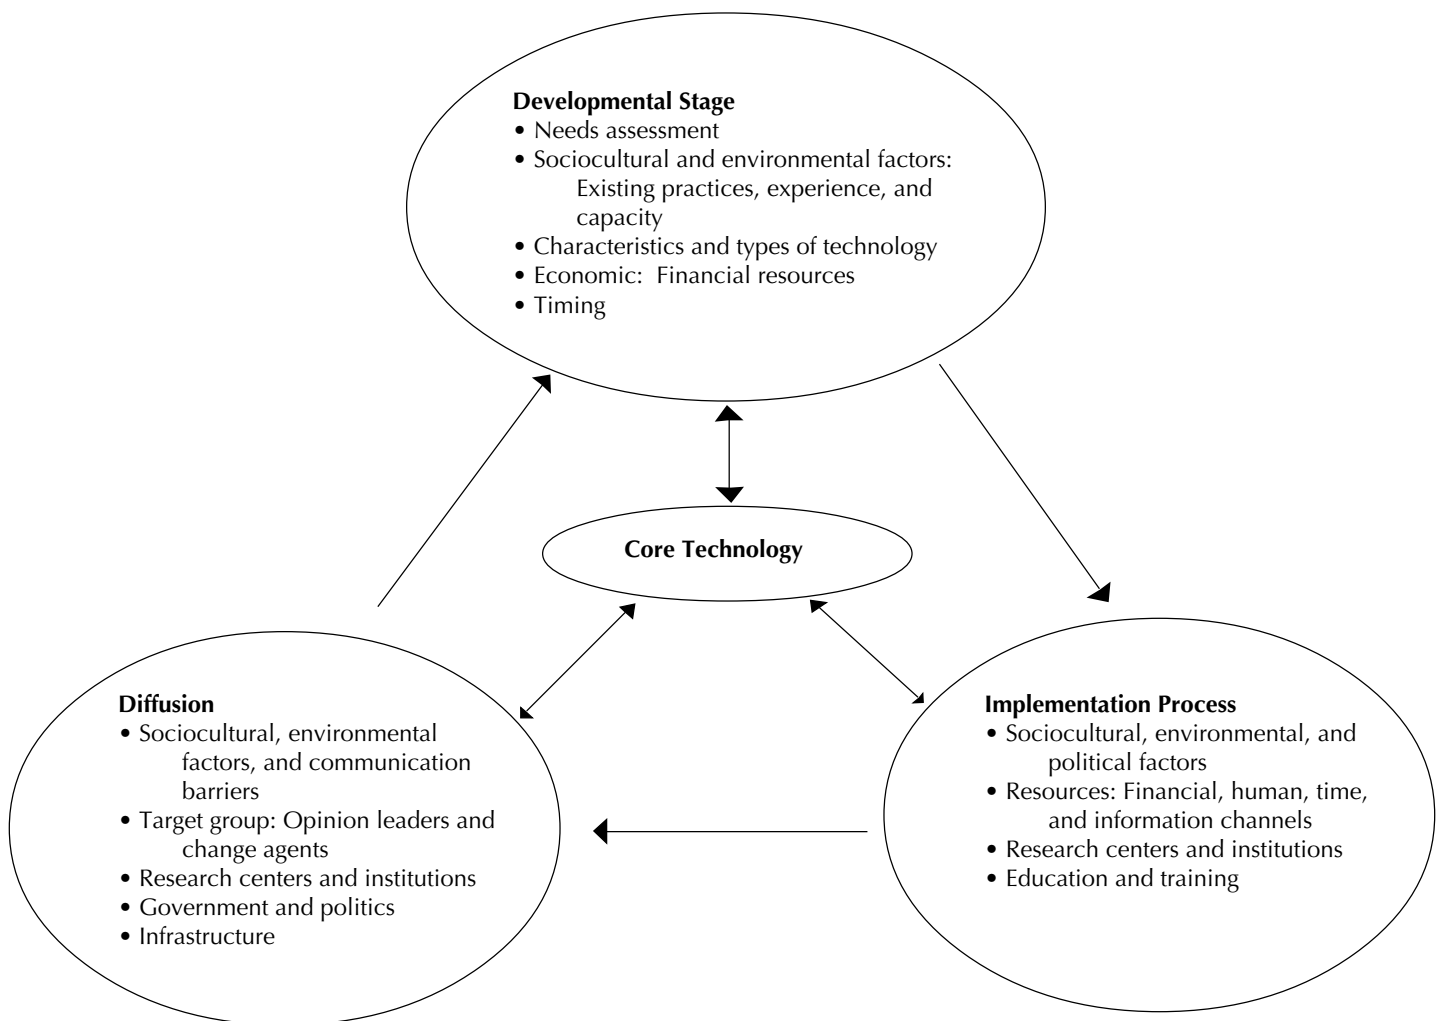 Developmental Stage
• Needs assessment
• Sociocultural and environmental factors:
Existing practices, experience, and
capacity
• Characteristics and types of technology
• Economic:  Financial resources
• Timing
Core Technology
Diffusion
• Sociocultural, environmental
factors, and communication
barriers
• Target group: Opinion leaders and
change agents
• Research centers and institutions
• Government and politics
• Infrastructure
Implementation Process
• Sociocultural, environmental, and
political factors
• Resources: Financial, human, time,
and information channels
• Research centers and institutions
• Education and training